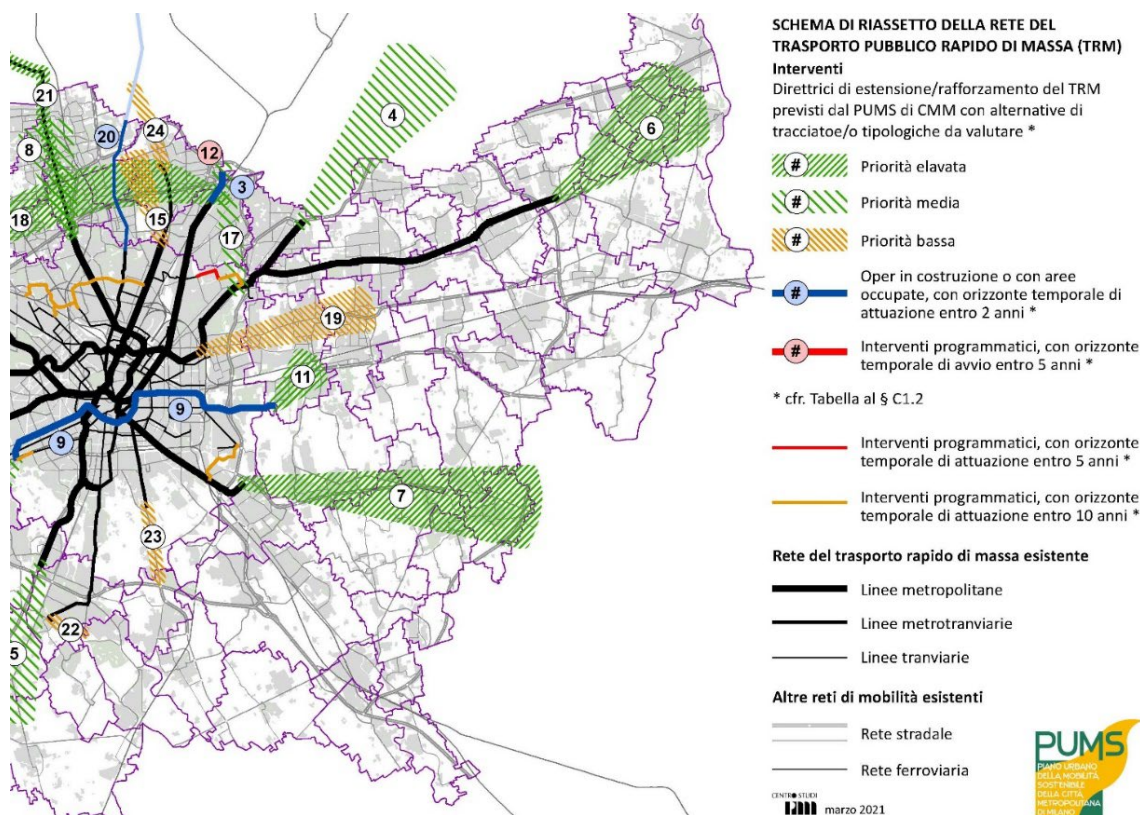 SCHEMA DI RIASSETTO DELLA RETE DEL
TRASPORTO PUBBLICO RAPIDO DI MASSA (TRM)
Interventi
Direttrici di estensione/rafforzamento del TRM
previsti dal PUMS di CMM con alternative di
tracciatoe/o tipologiche da valutare *
# Priorità elavata
# Priorità media
# Priorità bassa
# Oper in costruzione o con aree
occupate, con orizzonte temporale di
attuazione entro 2 anni *
# Interventi programmatici, con orizzonte
temporale di avvio entro 5 anni *
* cfr. Tabella al § C1.2
Interventi programmatici, con orizzonte
temporale di attuazione entro 5 anni *
Interventi programmatici, con orizzonte
temporale di attuazione entro 10 anni *
Rete del trasporto rapido di massa esistente
Linee metropolitane
Linee metrotranviarie
Linee tranviarie
Altre reti di mobilità esistenti
Rete stradale
Rete ferroviaria
CENTRO STUDI
marzo 2021
PUMS
PIANO URBANO
DELLA MOBILITÀ
SOSTENIBILE
DELLA CITTÀ
METROPOLITANA
DI MILANO
21
4
24
20
6
8
12
3
18
15
17
19
11
9
9
7
23
22
5